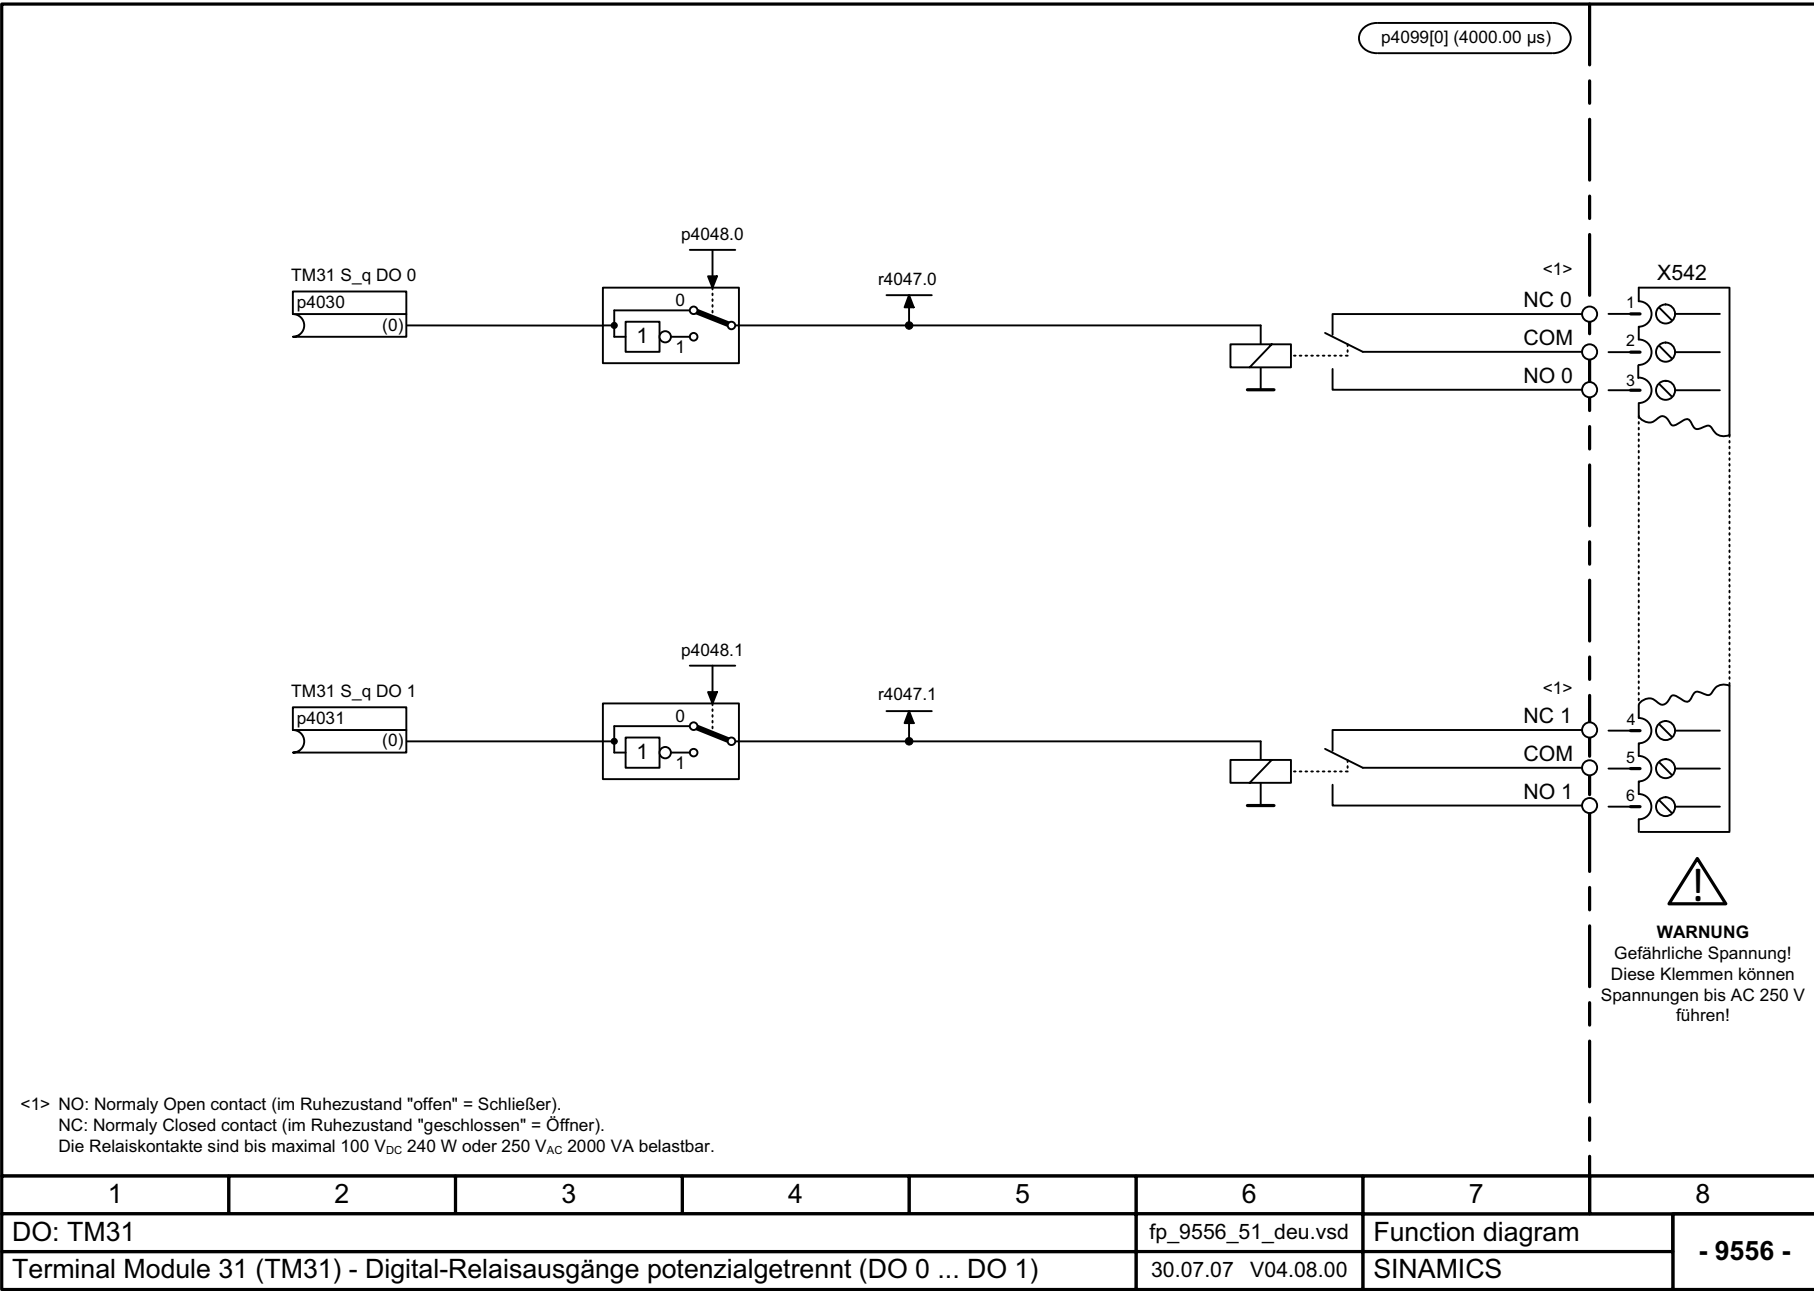 p4099[0] (4000.00 µs)
p4048.0
TM31 S_q DO 0
p4030
(0)
0
1
1
r4047.0
<1>
NC 0
COM
NO 0
X542
1
2
3
p4048.1
TM31 S_q DO 1
p4031
(0)
0
1
1
r4047.1
<1>
NC 1
COM
NO 1
4
5
6
WARNUNG
Gefährliche Spannung!
Diese Klemmen können
Spannungen bis AC 250 V
führen!
<1> NO: Normaly Open contact (im Ruhezustand "offen" = Schließer).
NC: Normaly Closed contact (im Ruhezustand "geschlossen" = Öffner).
Die Relaiskontakte sind bis maximal 100 VDC 240 W oder 250 VAC 2000 VA belastbar.
1 2 3 4 5 6 7 8
DO: TM31
fp_9556_51_deu.vsd
Function diagram
- 9556 -
Terminal Module 31 (TM31) - Digital-Relaisausgänge potenzialgetrennt (DO 0 ... DO 1)
30.07.07 V04.08.00
SINAMICS